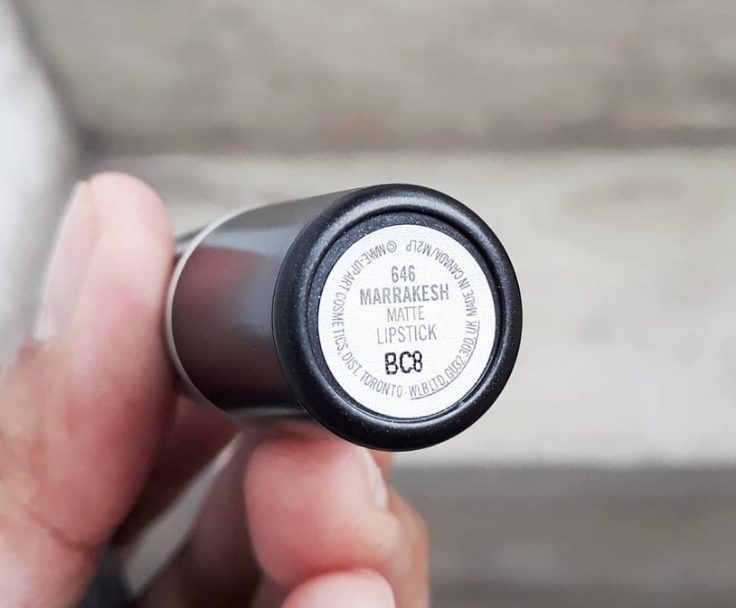 646
MARRAKESH
MATTE
LIPSTICK
BC8
© MAKE-UP ART COSMETICS, DIST. TORONTO · WLB LTD. GU32 3DD, UK MADE IN CANADA/M2LP